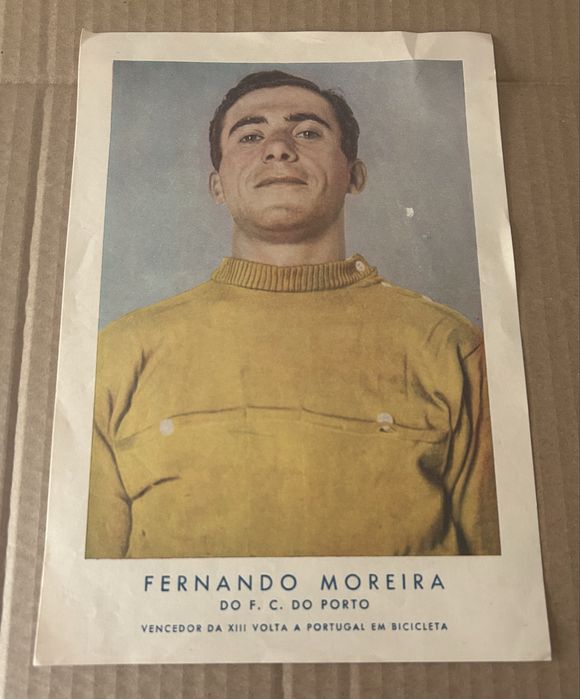 FERNANDO MOREIRA
DO F. C. DO PORTO
VENCEDOR DA XIII VOLTA A PORTUGAL EM BICICLETA